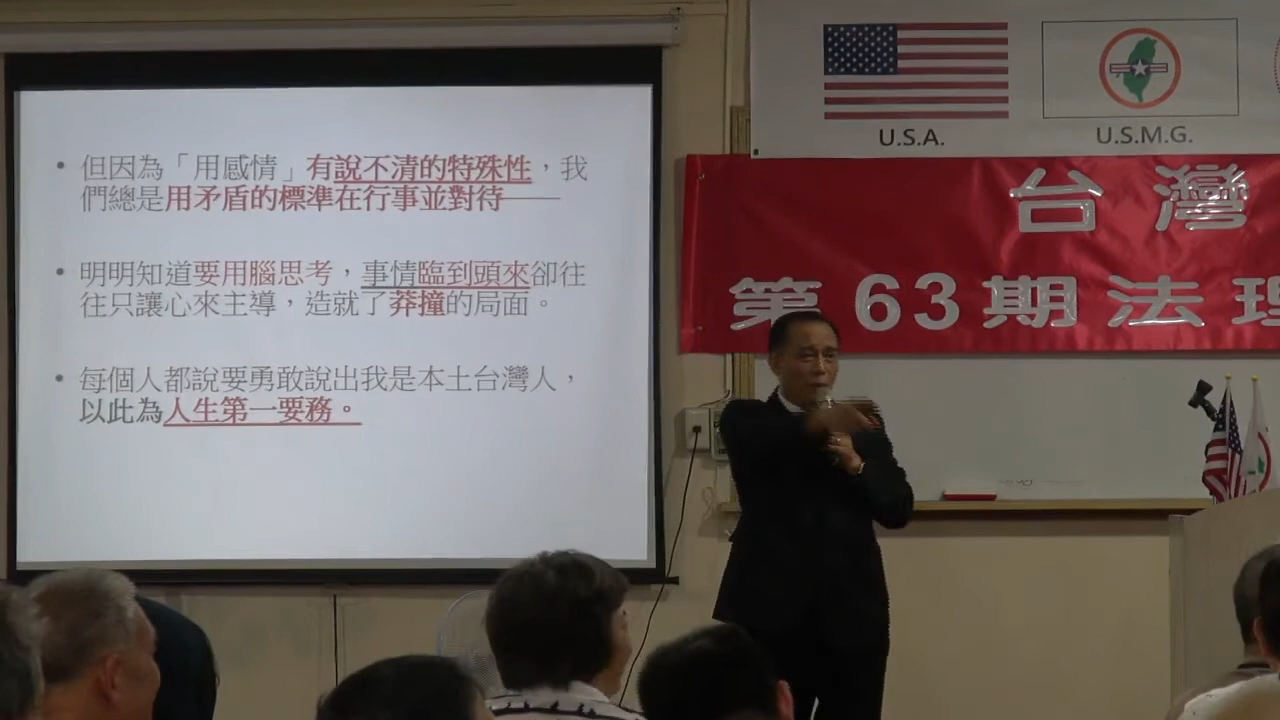 • 但因為「用感情」有說不清的特殊性，我
們總是用矛盾的標準在行事並對待——
• 明明知道要用腦思考，事情臨到頭來卻往
往只讓心來主導，造就了莽撞的局面。
• 每個人都說要勇敢說出我是本土台灣人，
以此為人生第一要務。
U.S.A.
U.S.M.G.
台灣
第63期法理